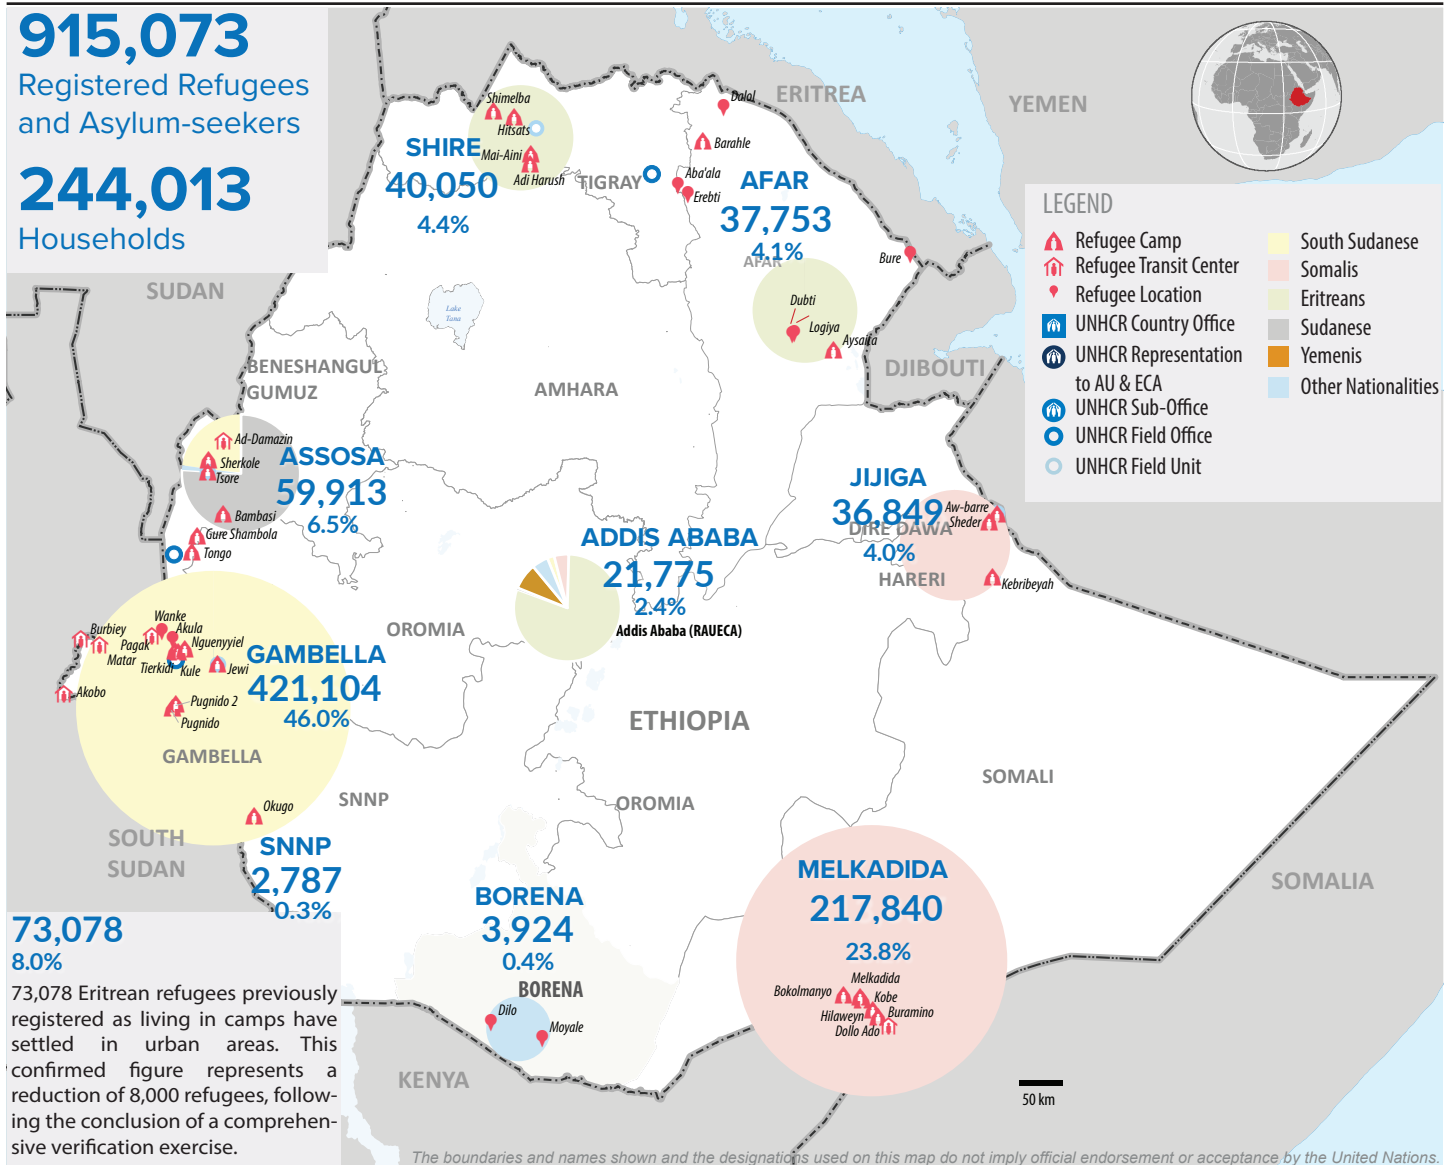 915,073
Registered Refugees
and Asylum-seekers
244,013
Households
ERITREA
YEMEN
SUDAN
Shimelba
Hitsats
Mai-Aini
Adi Harush
SHIRE
40,050
4.4%
TIGRAY
Dalol
Barahle
Aba'ala
Erebti
AFAR
37,753
4.1%
AFAR
Bure
Dubti
Logiya
Aysaita
DJIBOUTI
LEGEND
Refugee Camp
Refugee Transit Center
Refugee Location
UNHCR Country Office
UNHCR Representation
to AU & ECA
UNHCR Sub-Office
UNHCR Field Office
UNHCR Field Unit
South Sudanese
Somalis
Eritreans
Sudanese
Yemenis
Other Nationalities
Lake
Tana
BENESHANGUL
GUMUZ
AMHARA
Ad-Damazin
Sherkole
Tsore
Bambasi
Gure Shambola
Tongo
ASSOSA
59,913
6.5%
JIJIGA
36,849
4.0%
DIRE DAWA
HARERI
Aw-barre
Sheder
Kebribeyah
ADDIS ABABA
21,775
2.4%
Addis Ababa (RAUECA)
OROMIA
Wanke
Burbiey
Akula
Pagak
Nguenyyiel
Matar
Tierkidi
Kule
Jewi
Akobo
Pugnido 2
Pugnido
GAMBELLA
421,104
46.0%
GAMBELLA
Okugo
ETHIOPIA
SOMALI
SNNP
OROMIA
SOUTH
SUDAN
SNNP
2,787
0.3%
BORENA
3,924
0.4%
BORENA
Dilo
Moyale
MELKADIDA
217,840
23.8%
Melkadida
Bokolmanyo
Kobe
Hilaweyn
Buramino
Dollo Ado
SOMALIA
KENYA
50 km
73,078
8.0%
73,078 Eritrean refugees previously
registered as living in camps have
settled in urban areas. This
confirmed figure represents a
reduction of 8,000 refugees, follow-
ing the conclusion of a comprehen-
sive verification exercise.
The boundaries and names shown and the designations used on this map do not imply official endorsement or acceptance by the United Nations.